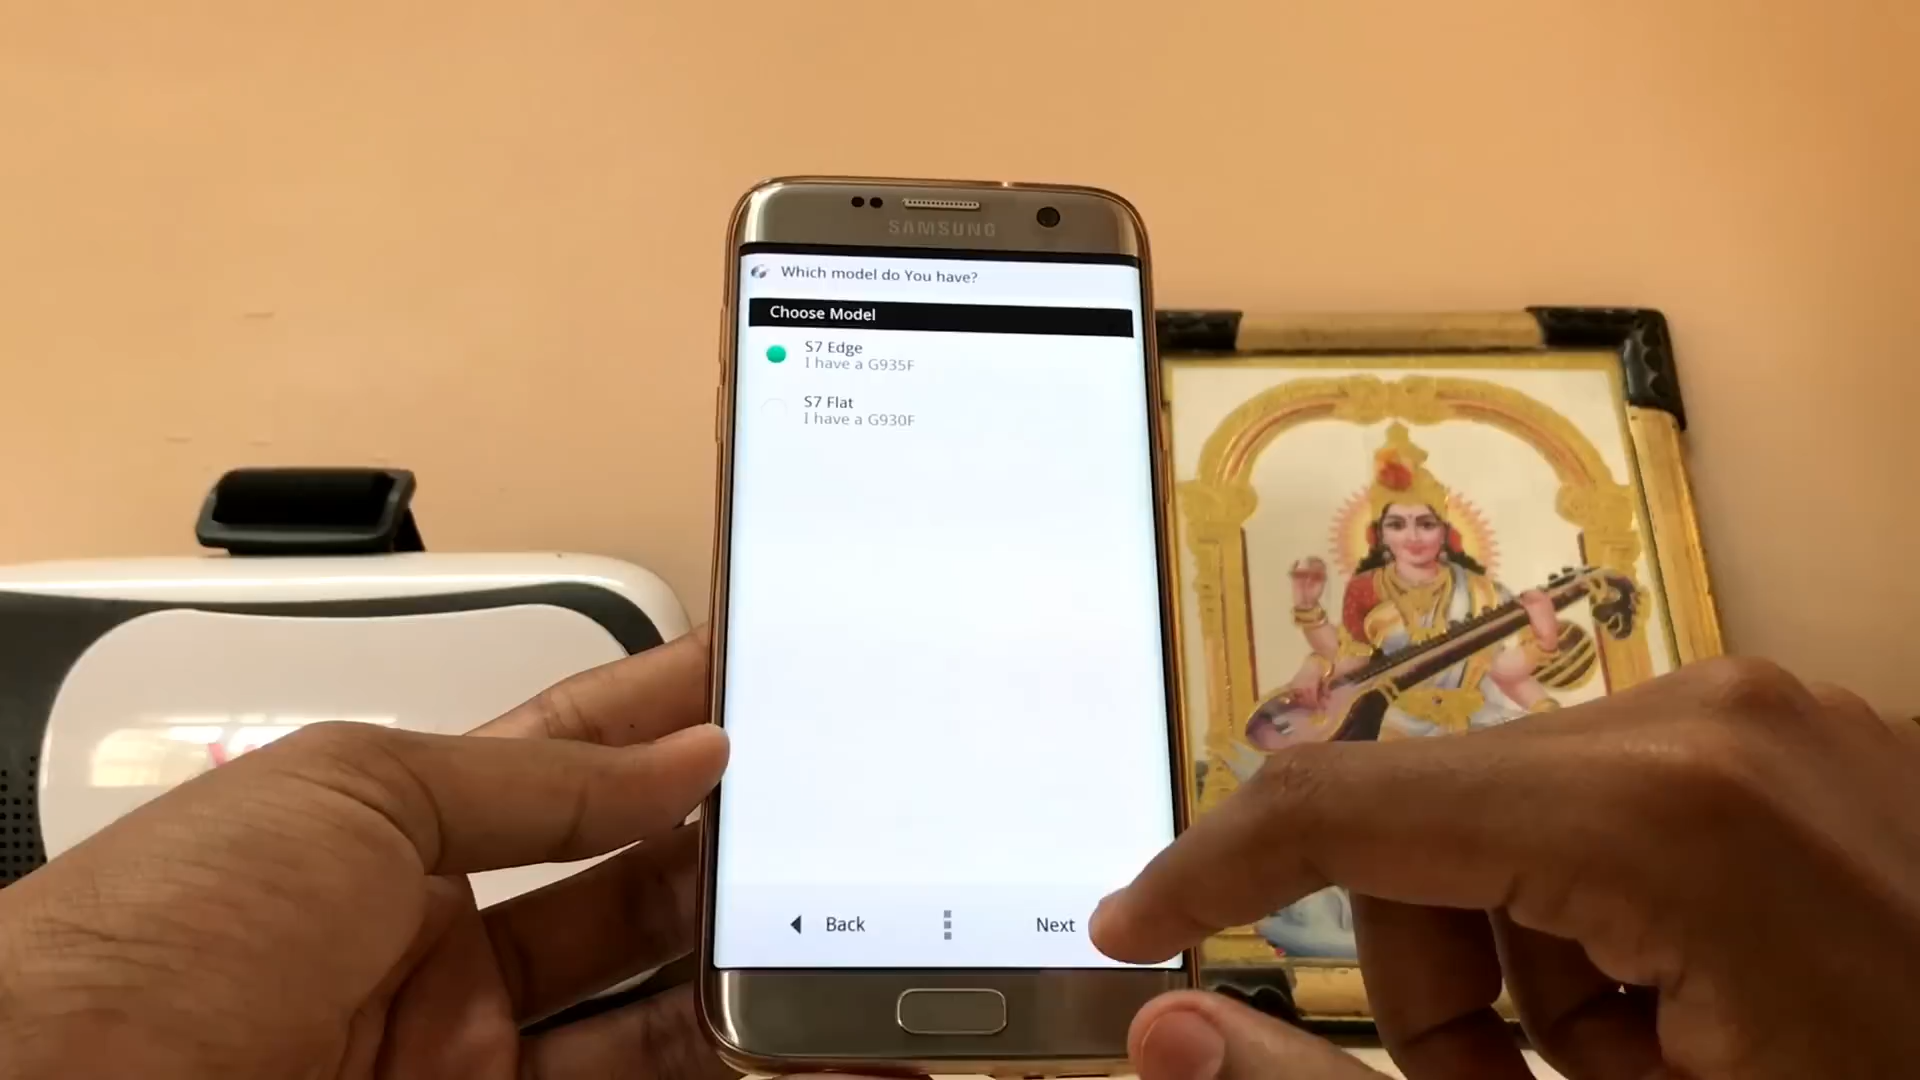 SAMSUNG
Which model do You have?
Choose Model
S7 Edge
I have a G935F
S7 Flat
I have a G930F
Back
Next